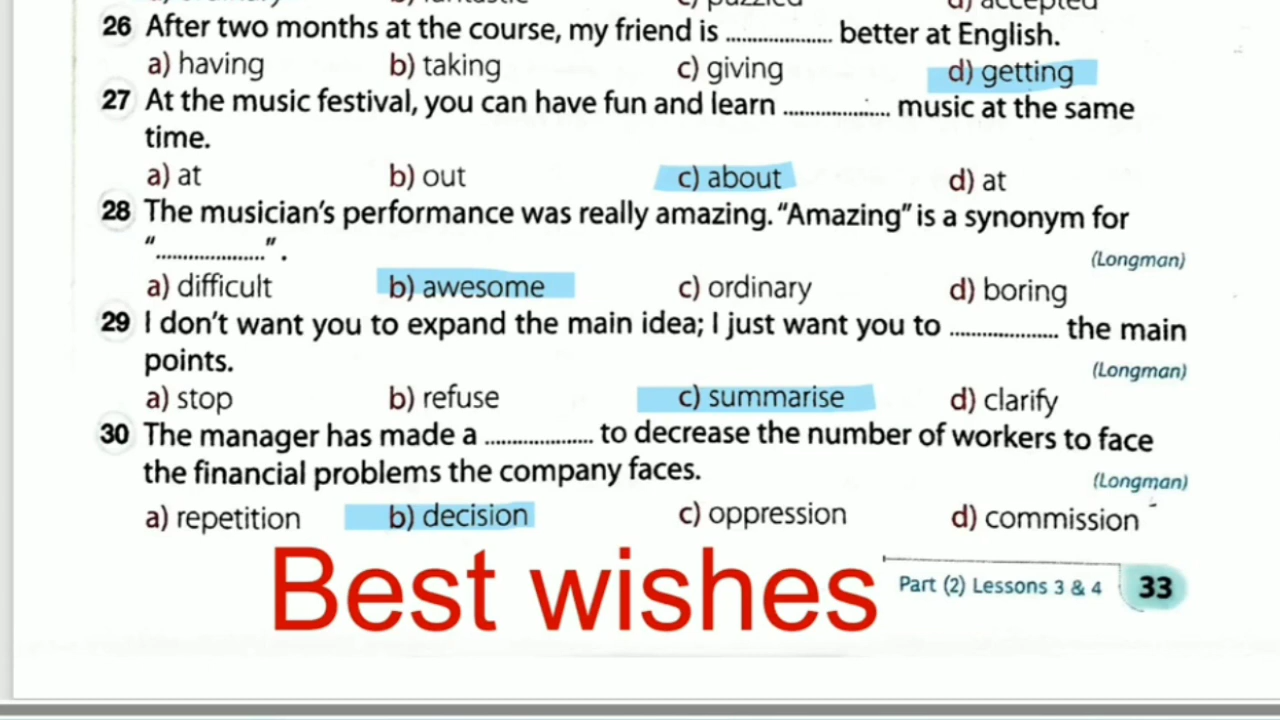 b) fantastic c) puzzled d) accepted
26 After two months at the course, my friend is .................... better at English.
a) having b) taking c) giving d) getting
27 At the music festival, you can have fun and learn .................... music at the same
time.
a) at b) out c) about d) at
28 The musician's performance was really amazing. "Amazing" is a synonym for
"....................".
(Longman)
a) difficult b) awesome c) ordinary d) boring
29 I don't want you to expand the main idea; I just want you to .................... the main
points.
(Longman)
a) stop b) refuse c) summarise d) clarify
30 The manager has made a .................... to decrease the number of workers to face
the financial problems the company faces.
(Longman)
a) repetition b) decision c) oppression d) commission
Best wishes
Part (2) Lessons 3 & 4 33